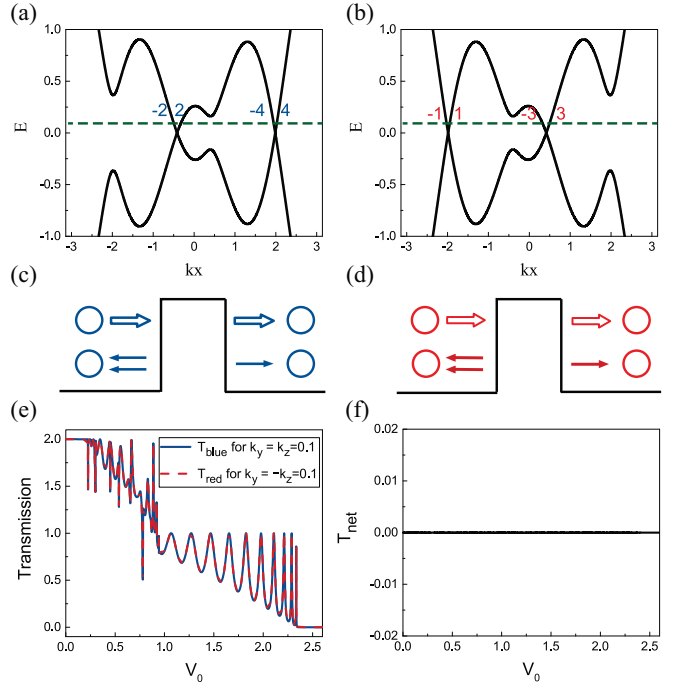 (a)
(b)
1.0
0.5
0.0
-0.5
-1.0
E
-2 2
-4 4
-3 -2 -1 0 1 2 3
kx
1.0
0.5
0.0
-0.5
-1.0
E
-1 1
-3 3
-3 -2 -1 0 1 2 3
kx
(c)
(d)
(e)
(f)
2.0
1.5
1.0
0.5
0.0
Transmission
T_blue for k_y = k_z=0.1
T_red for k_y = -k_z=0.1
0.0 0.5 1.0 1.5 2.0 2.5
V_0
0.02
0.01
0.00
-0.01
-0.02
T_net
0.0 0.5 1.0 1.5 2.0 2.5
V_0